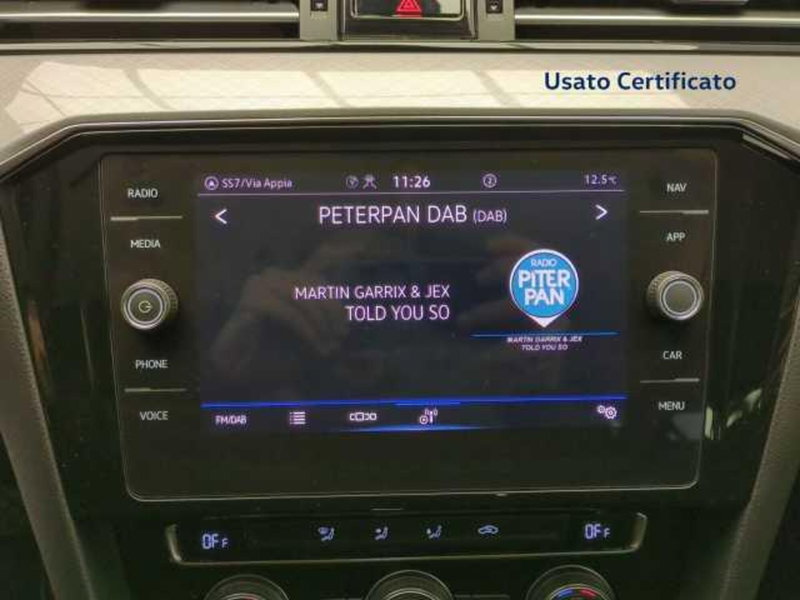 Usato Certificato
RADIO
MEDIA
PHONE
VOICE
SS7/Via Appia
11:26
2
12.5°C
PETERPAN DAB (DAB)
MARTIN GARRIX & JEX
TOLD YOU SO
RADIO
PiTER
PAN
MARTIN GARRIX & JEX
TOLD YOU SO
FM/DAB
NAV
APP
CAR
MENU
OFF
OFF